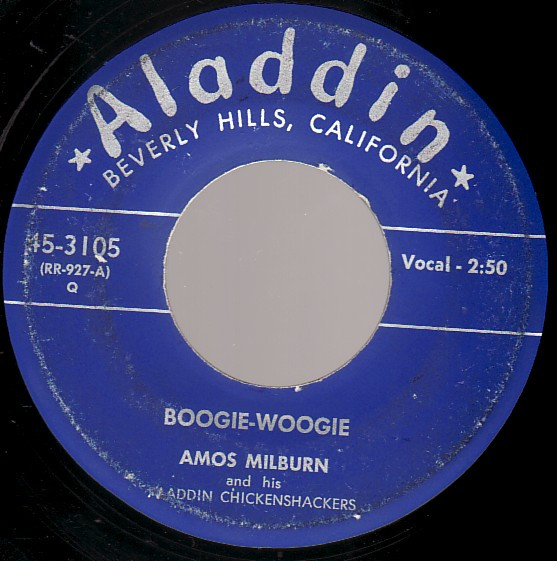 Aladdin
BEVERLY HILLS, CALIFORNIA
45-3105
(RR-927-A)
Q
Vocal - 2:50
BOOGIE-WOOGIE
AMOS MILBURN
and his
ALADDIN CHICKENSHACKERS